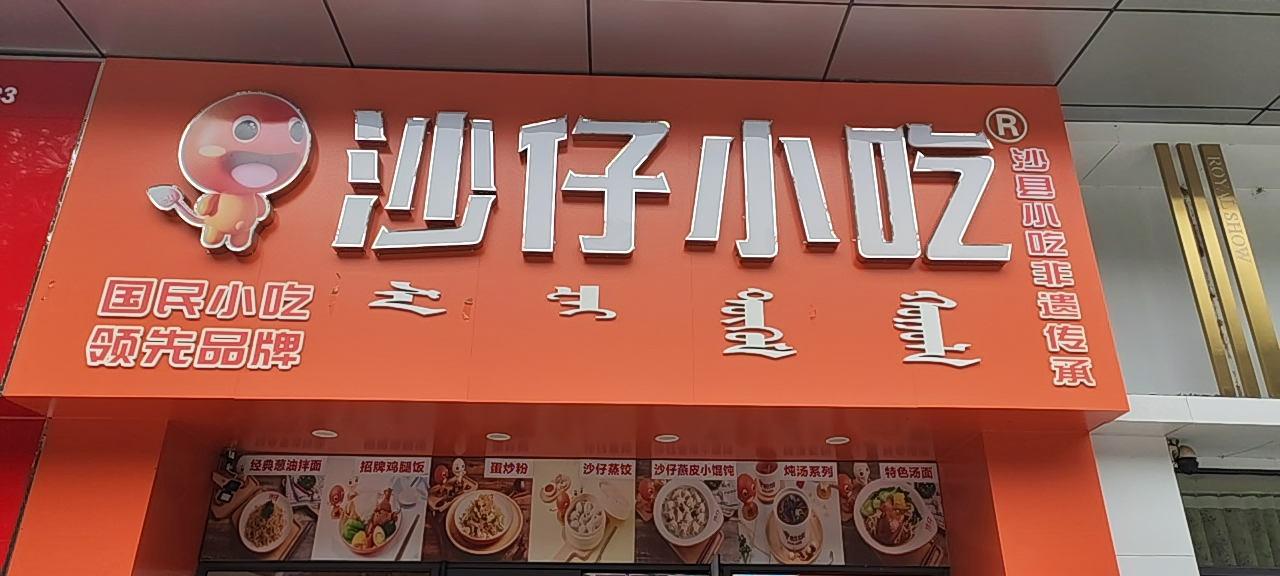 沙仔小吃®
沙县小吃非遗传承
国民小吃
领先品牌
ROYAL SHOW
经典葱油拌面
招牌鸡腿饭
蛋炒粉
沙仔蒸饺
沙仔燕皮小馄饨
炖汤系列
特色汤面